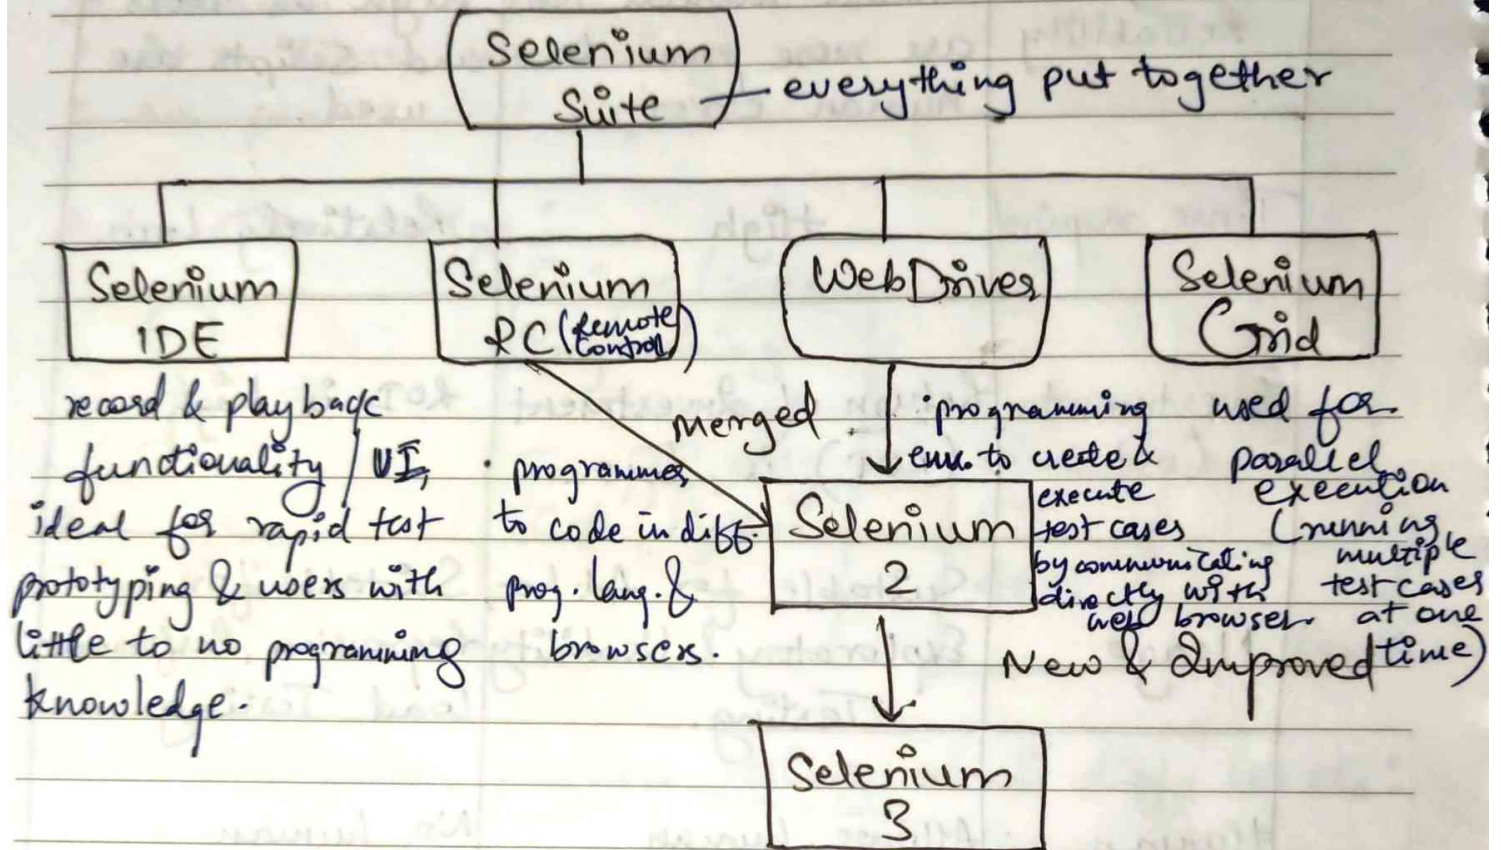 Selenium
Suite
everything put together
Selenium
IDE
Selenium
RC (Remote
Control)
WebDriver
Selenium
Grid
record & playback
functionality / UI,
ideal for rapid test
prototyping & users with
little to no programming
knowledge.
merged
· programmes
to code in diff.
prog. lang. &
browsers.
· programming
env. to create &
execute
test cases
by communicating
directly with
web browser.
used for
parallel
execution
(running
multiple
test cases
at one
time)
Selenium
2
New & Improved
Selenium
3